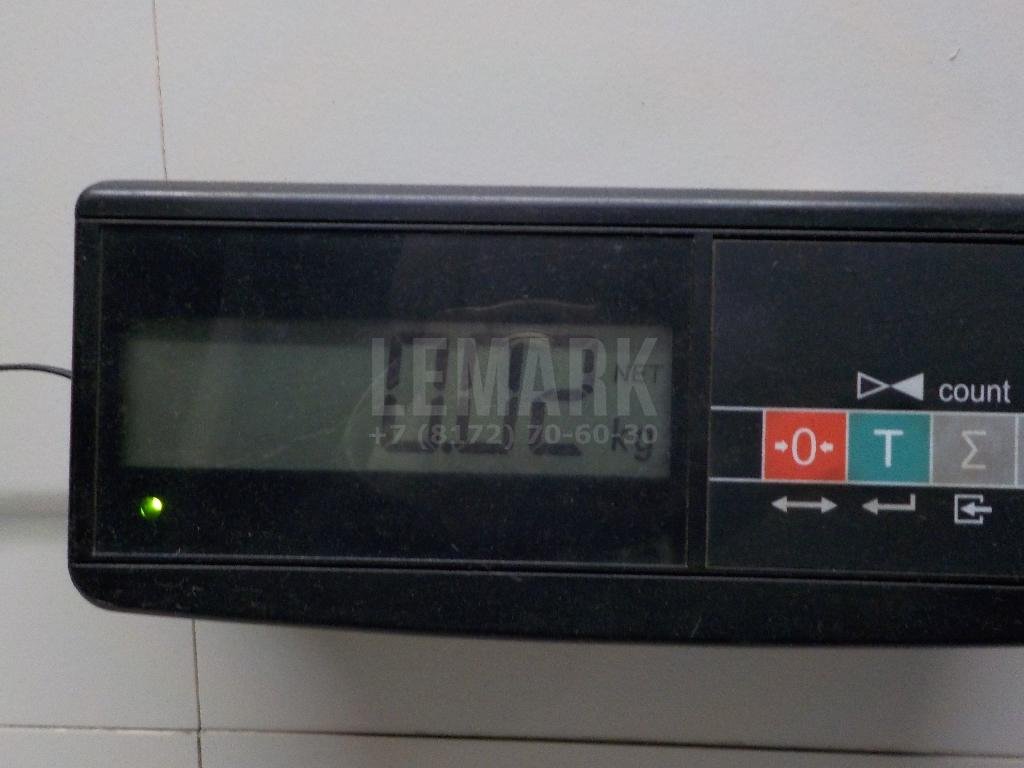 LEMARK
+7 (8172) 70-60-30
NET
kg
count
0
T
Σ